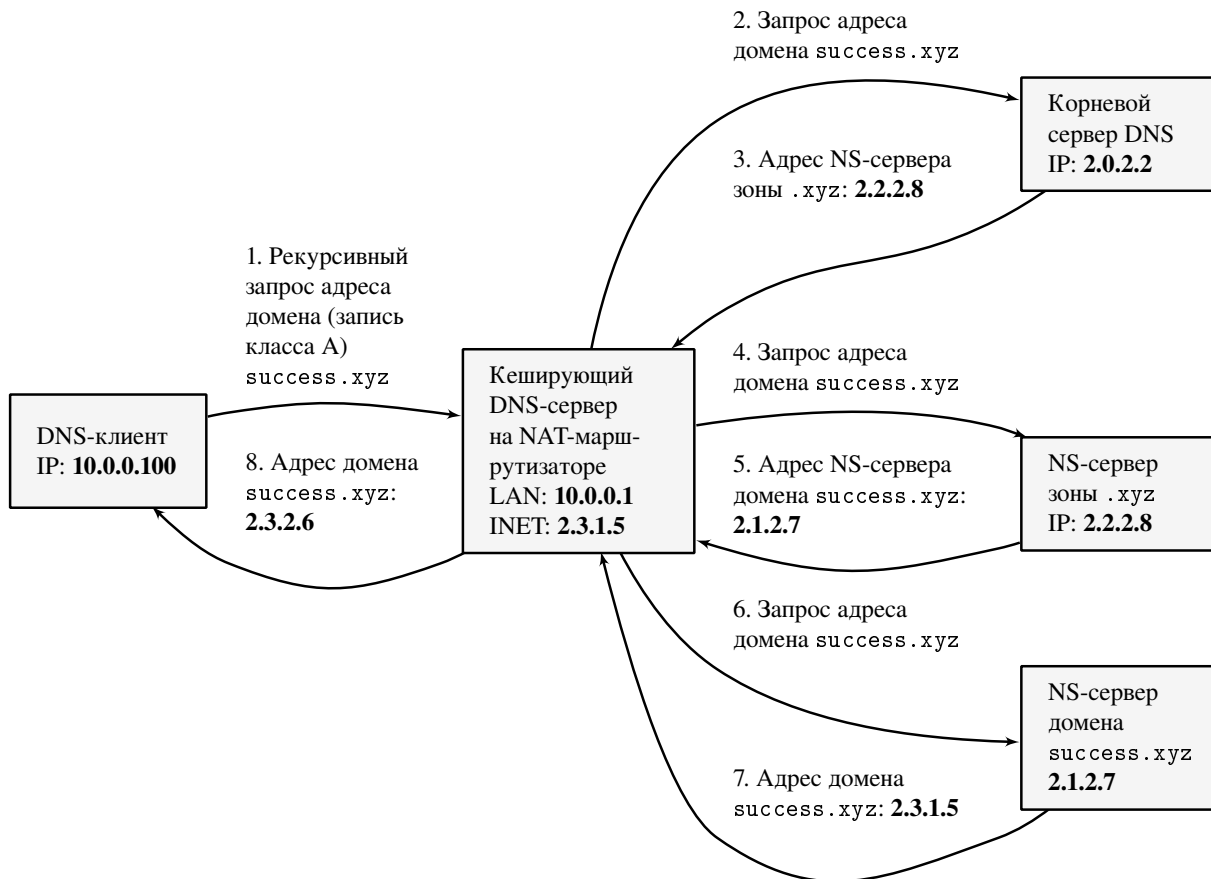 2. Запрос адреса
домена success.xyz
Корневой
сервер DNS
IP: 2.0.2.2
3. Адрес NS-сервера
зоны .xyz: 2.2.2.8
1. Рекурсивный
запрос адреса
домена (запись
класса A)
success.xyz
DNS-клиент
IP: 10.0.0.100
8. Адрес домена
success.xyz:
2.3.2.6
Кеширующий
DNS-сервер
на NAT-марш-
рутизаторе
LAN: 10.0.0.1
INET: 2.3.1.5
4. Запрос адреса
домена success.xyz
5. Адрес NS-сервера
домена success.xyz:
2.1.2.7
NS-сервер
зоны .xyz
IP: 2.2.2.8
6. Запрос адреса
домена success.xyz
NS-сервер
домена
success.xyz
2.1.2.7
7. Адрес домена
success.xyz: 2.3.1.5